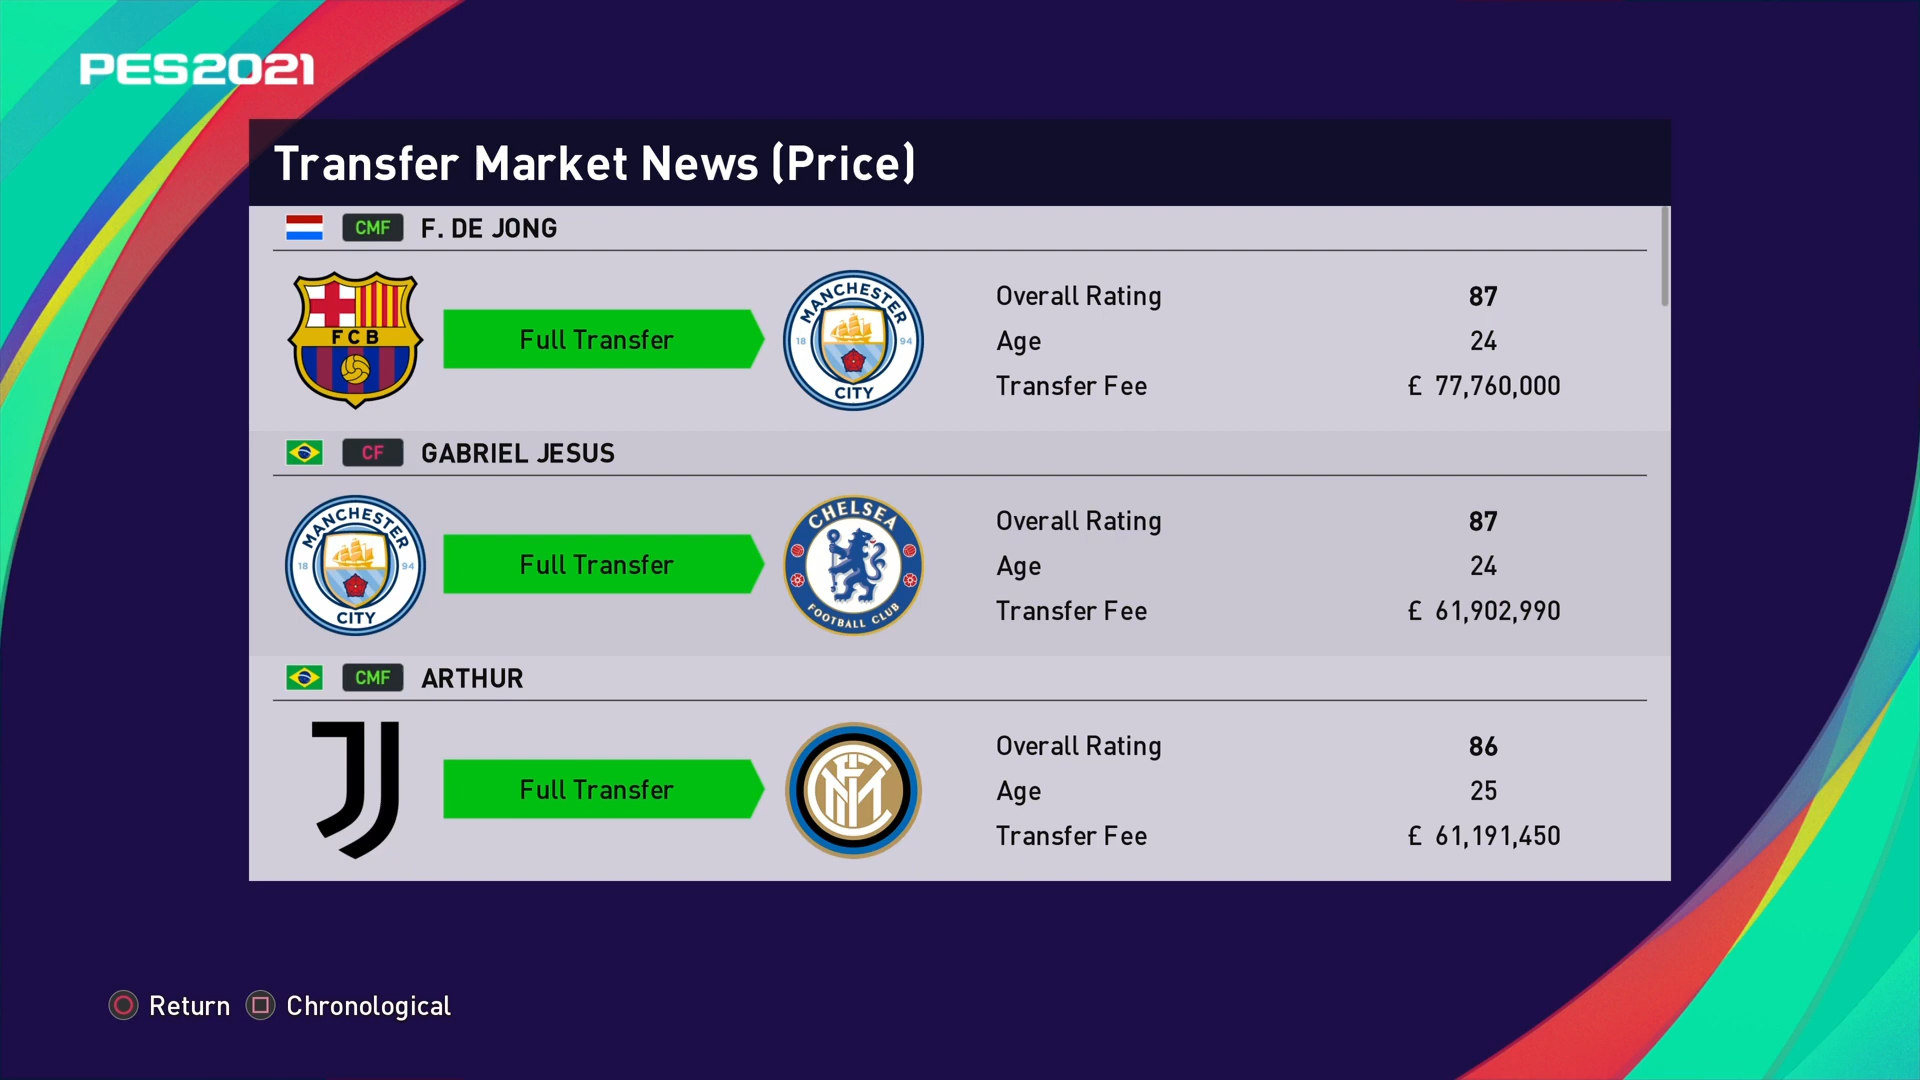 PES2021
Transfer Market News (Price)
CMF F. DE JONG
FCB
Full Transfer
MANCHESTER
18 94
CITY
Overall Rating 87
Age 24
Transfer Fee £ 77,760,000
CF GABRIEL JESUS
MANCHESTER
18 94
CITY
Full Transfer
CHELSEA
FOOTBALL CLUB
Overall Rating 87
Age 24
Transfer Fee £ 61,902,990
CMF ARTHUR
Full Transfer
Overall Rating 86
Age 25
Transfer Fee £ 61,191,450
Return Chronological